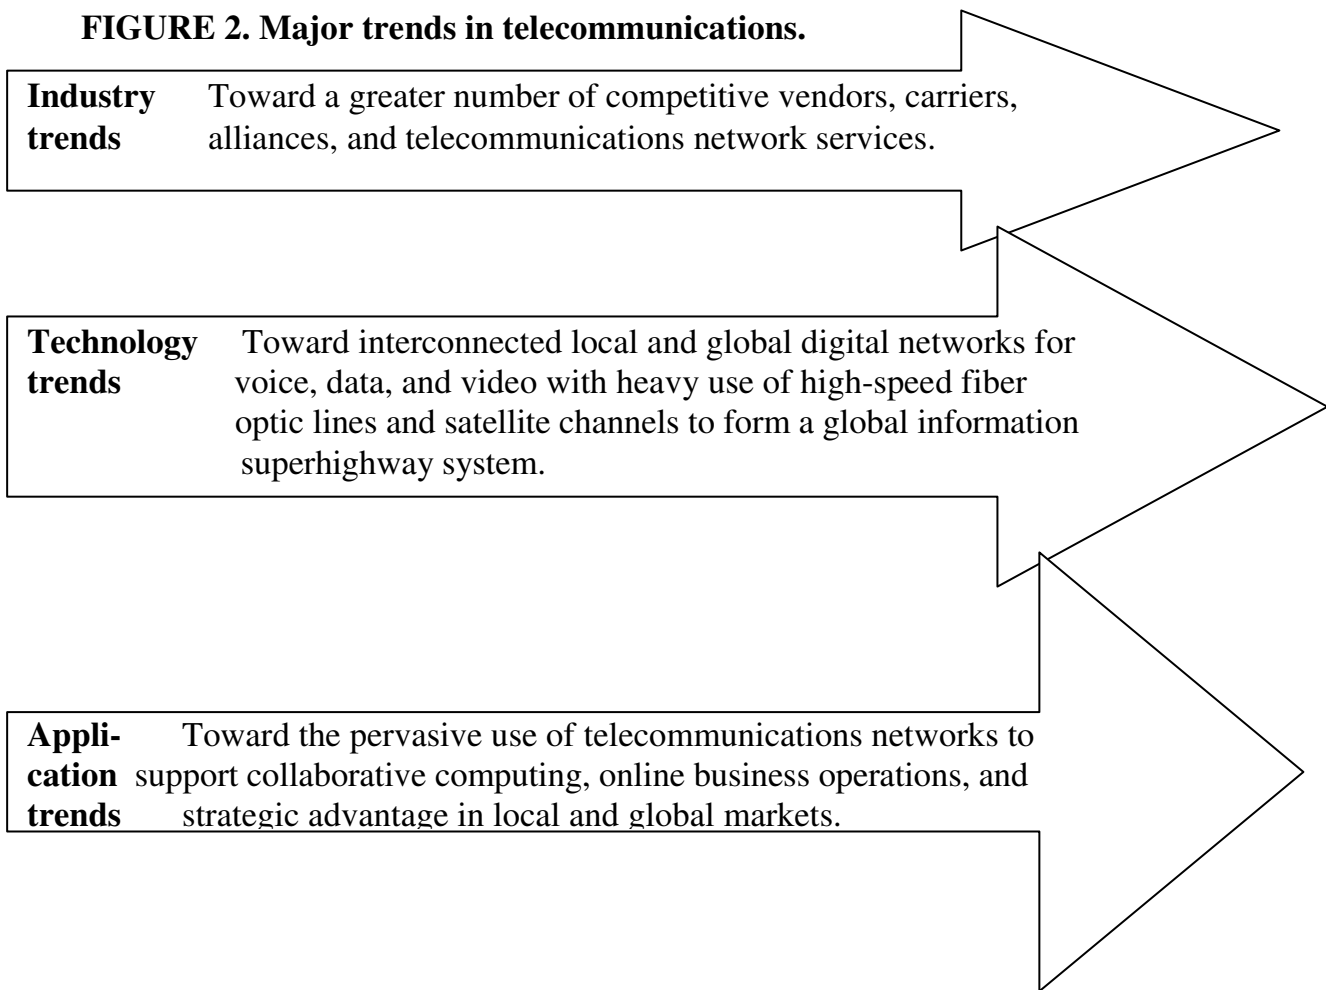 FIGURE 2. Major trends in telecommunications.
Industry Toward a greater number of competitive vendors, carriers,
trends alliances, and telecommunications network services.
Technology Toward interconnected local and global digital networks for
trends voice, data, and video with heavy use of high-speed fiber
optic lines and satellite channels to form a global information
superhighway system.
Appli- Toward the pervasive use of telecommunications networks to
cation support collaborative computing, online business operations, and
trends strategic advantage in local and global markets.